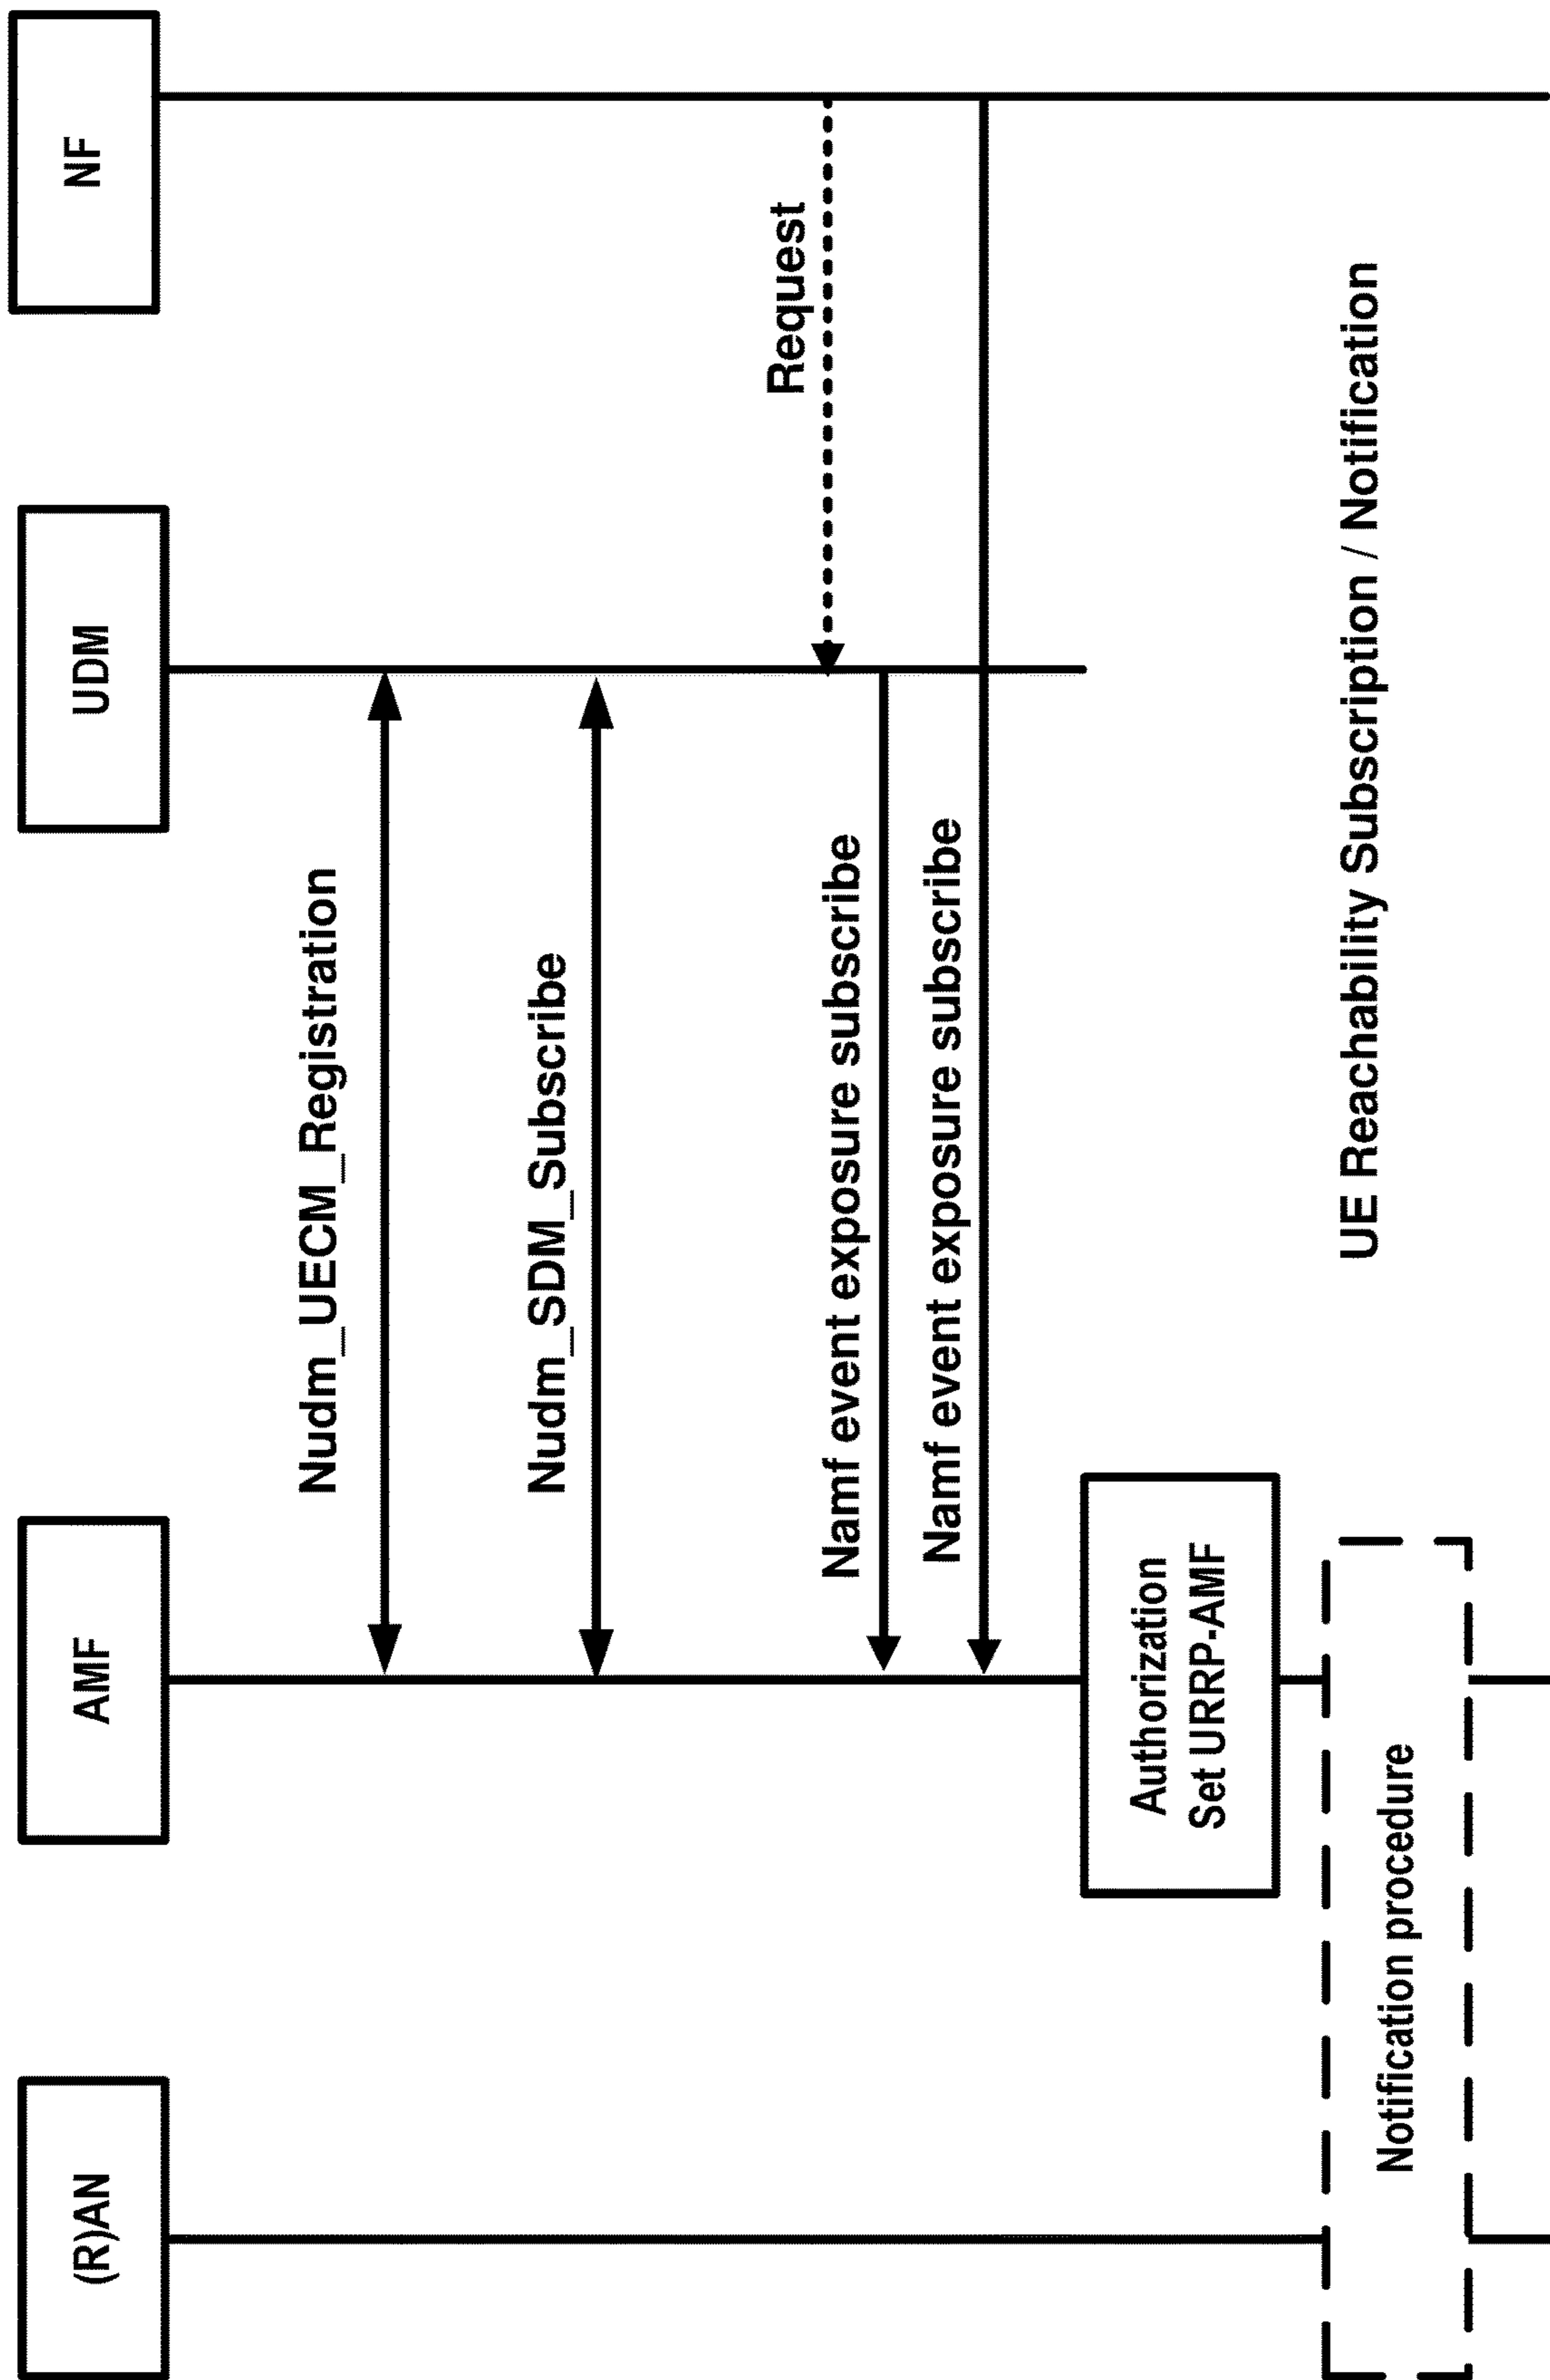 (R)AN
AMF
UDM
NF
Nudm_UECM_Registration
Nudm_SDM_Subscribe
Request
Namf event exposure subscribe
Namf event exposure subscribe
Authorization
Set URRP-AMF
UE Reachability Subscription / Notification
Notification procedure